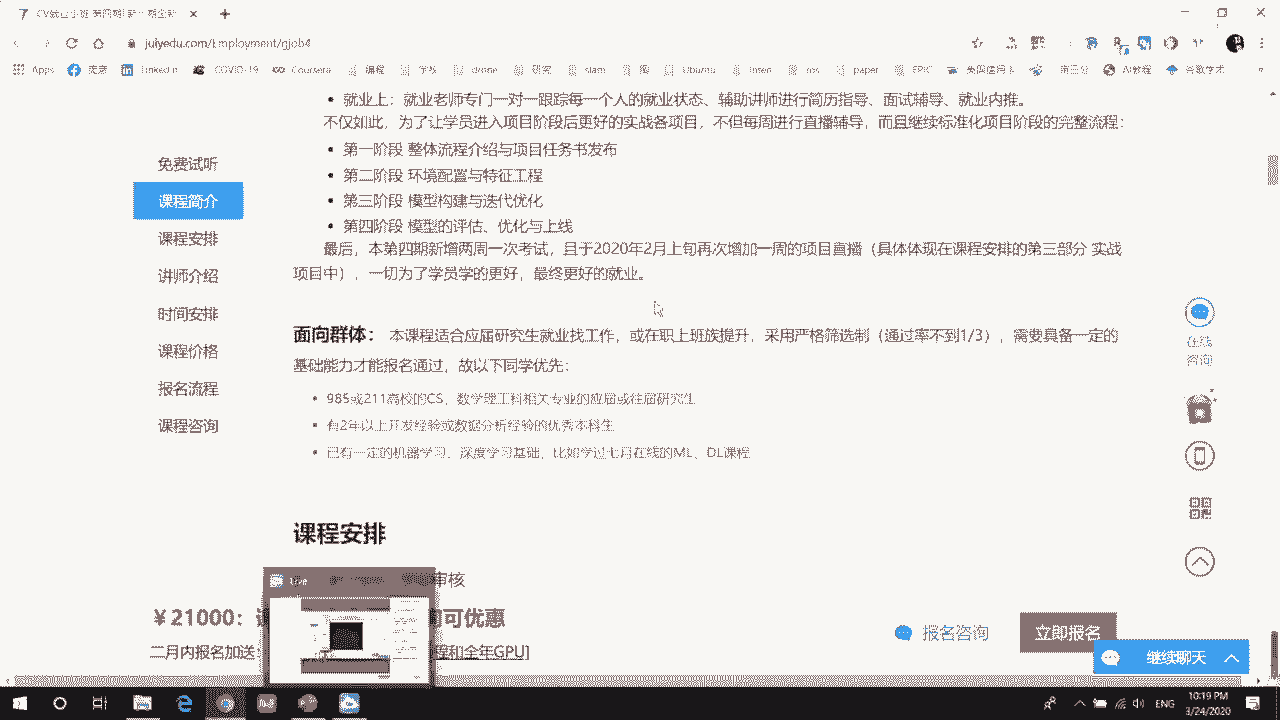 CV就业小班
julyedu.com/Employment/gjob4
Apps
LinkedIn
COVID-19
Coursera
编程
drone
研究
slam
Ubuntu
ros
paper
EPIC
AI教程
谷歌学术
就业上：就业老师专门一对一跟踪每一个人的就业状态、辅助讲师进行简历指导、面试辅导、就业内推。
不仅如此，为了让学员进入项目阶段后更好的实战各项目，不但每周进行直播辅导，而且继续标准化项目阶段的完整流程：
第一阶段 整体流程介绍与项目任务书发布
第二阶段 环境配置与特征工程
第三阶段 模型构建与迭代优化
第四阶段 模型的评估、优化与上线
最后，本第四期新增两周一次考试，且于2020年2月上旬再次增加一周的项目直播（具体体现在课程安排的第三部分 实战
项目中），一切为了学员学的更好，最终更好的就业。
面向群体： 本课程适合应届研究生就业找工作，或在职上班族提升，采用严格筛选制（通过率不到1/3），需要具备一定的
基础能力才能报名通过，故以下同学优先：
985或211高校的CS、数学理工科相关专业的应届或往届研究生
有2年以上开发经验或数据分析经验的优秀本科生
已有一定的机器学习、深度学习基础，比如学过七月在线的ML、DL课程
课程安排
审核
免费试听
课程简介
课程安排
讲师介绍
时间安排
课程价格
报名流程
课程咨询
在线
咨询
￥21000：
可优惠
二月内报名加送：
程和全年GPU]
Live
报名咨询
立即报名
继续聊天
ENG
10:19 PM
3/24/2020